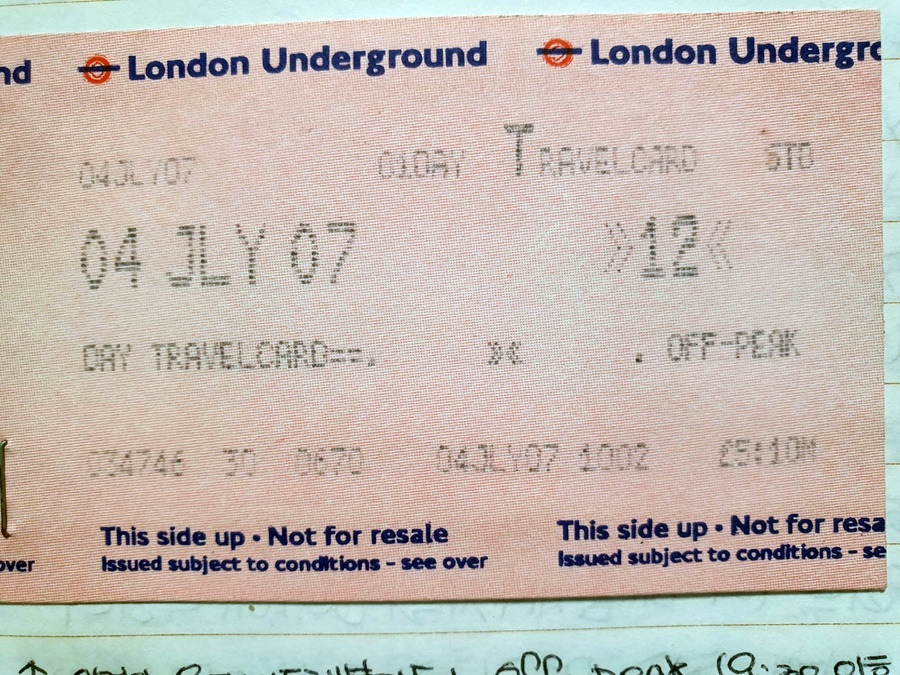 nd London Underground London Undergro
04JLY07 01DAY TRAVELCARD STD
04 JLY 07 »12«
DAY TRAVELCARD==. »« . OFF-PEAK
34746 30 0670 04JLY07 1002 £5:10M
This side up • Not for resale This side up • Not for resa
over Issued subject to conditions - see over Issued subject to conditions - se